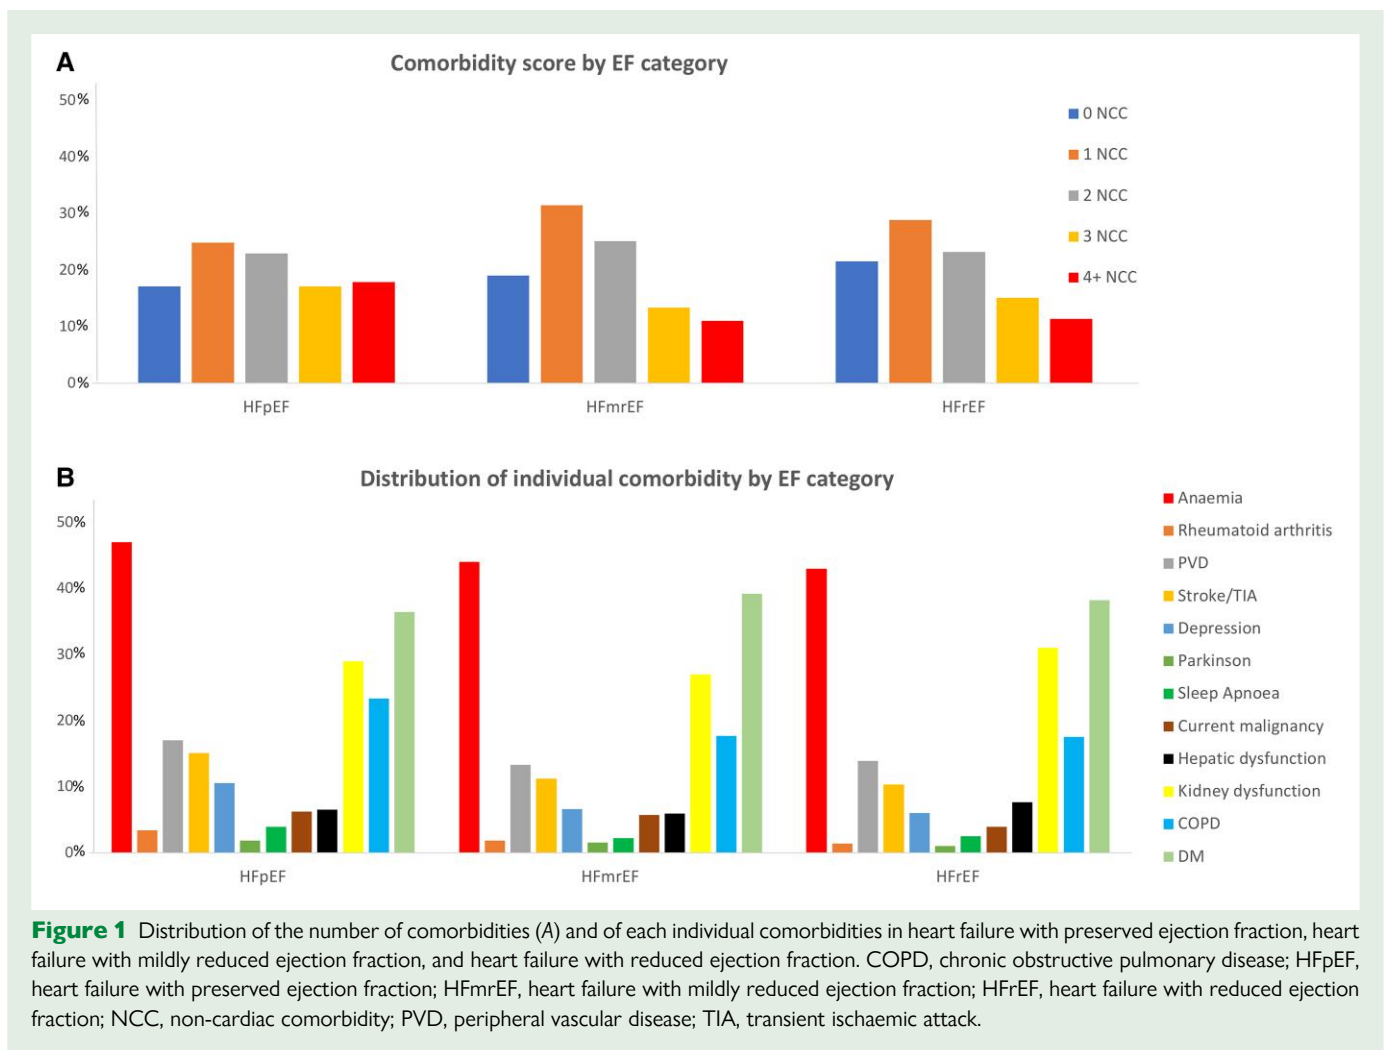 A
Comorbidity score by EF category
50%
40%
30%
20%
10%
0%
HFpEF
HFmrEF
HFrEF
0 NCC
1 NCC
2 NCC
3 NCC
4+ NCC
B
Distribution of individual comorbidity by EF category
50%
40%
30%
20%
10%
0%
HFpEF
HFmrEF
HFrEF
Anaemia
Rheumatoid arthritis
PVD
Stroke/TIA
Depression
Parkinson
Sleep Apnoea
Current malignancy
Hepatic dysfunction
Kidney dysfunction
COPD
DM
Figure 1 Distribution of the number of comorbidities (A) and of each individual comorbidities in heart failure with preserved ejection fraction, heart
failure with mildly reduced ejection fraction, and heart failure with reduced ejection fraction. COPD, chronic obstructive pulmonary disease; HFpEF,
heart failure with preserved ejection fraction; HFmrEF, heart failure with mildly reduced ejection fraction; HFrEF, heart failure with reduced ejection
fraction; NCC, non-cardiac comorbidity; PVD, peripheral vascular disease; TIA, transient ischaemic attack.